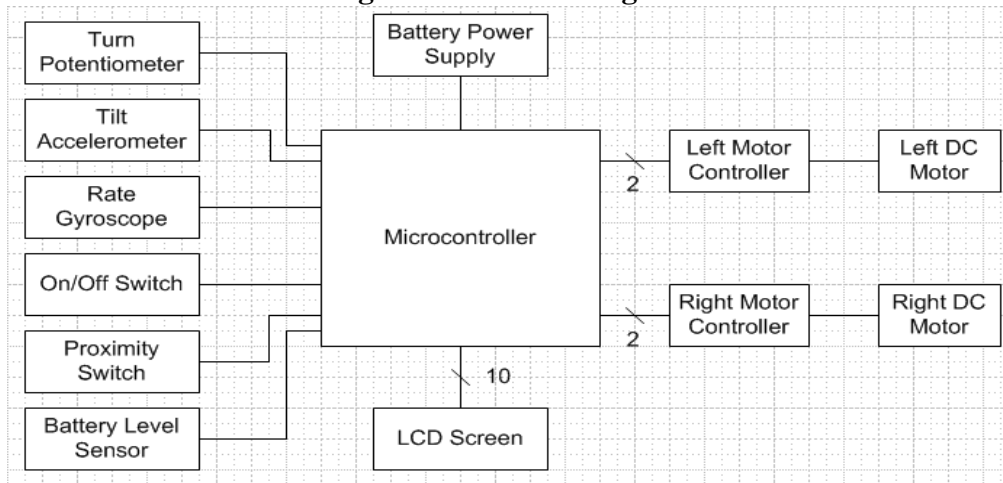 Turn
Potentiometer
Battery Power
Supply
Tilt
Accelerometer
Left Motor
Controller
Left DC
Motor
2
Rate
Gyroscope
Microcontroller
On/Off Switch
Right Motor
Controller
Right DC
Motor
2
Proximity
Switch
10
Battery Level
Sensor
LCD Screen